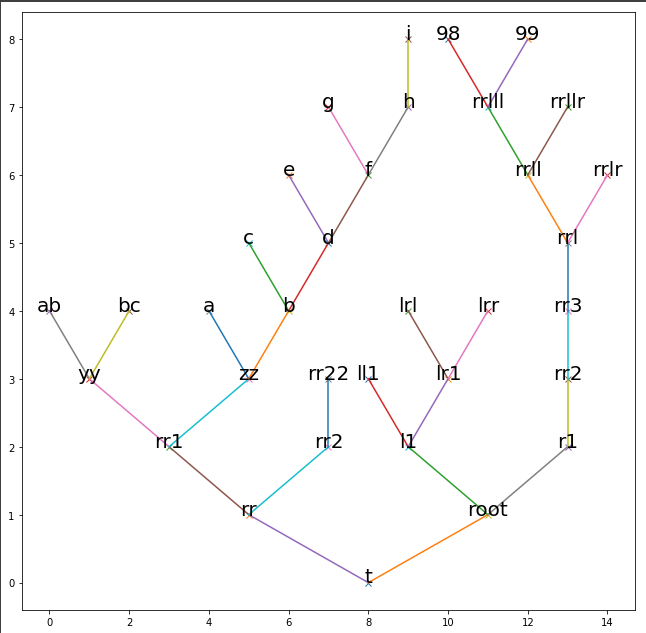 8 i 98 99
7 g h rrlll rrllr
6 e f rrll rrlr
5 c d rrl
4 ab bc a b lrl lrr rr3
3 yy zz rr22 ll1 lr1 rr2
2 rr1 rr2 l1 r1
1 rr root
0 t
0 2 4 6 8 10 12 14